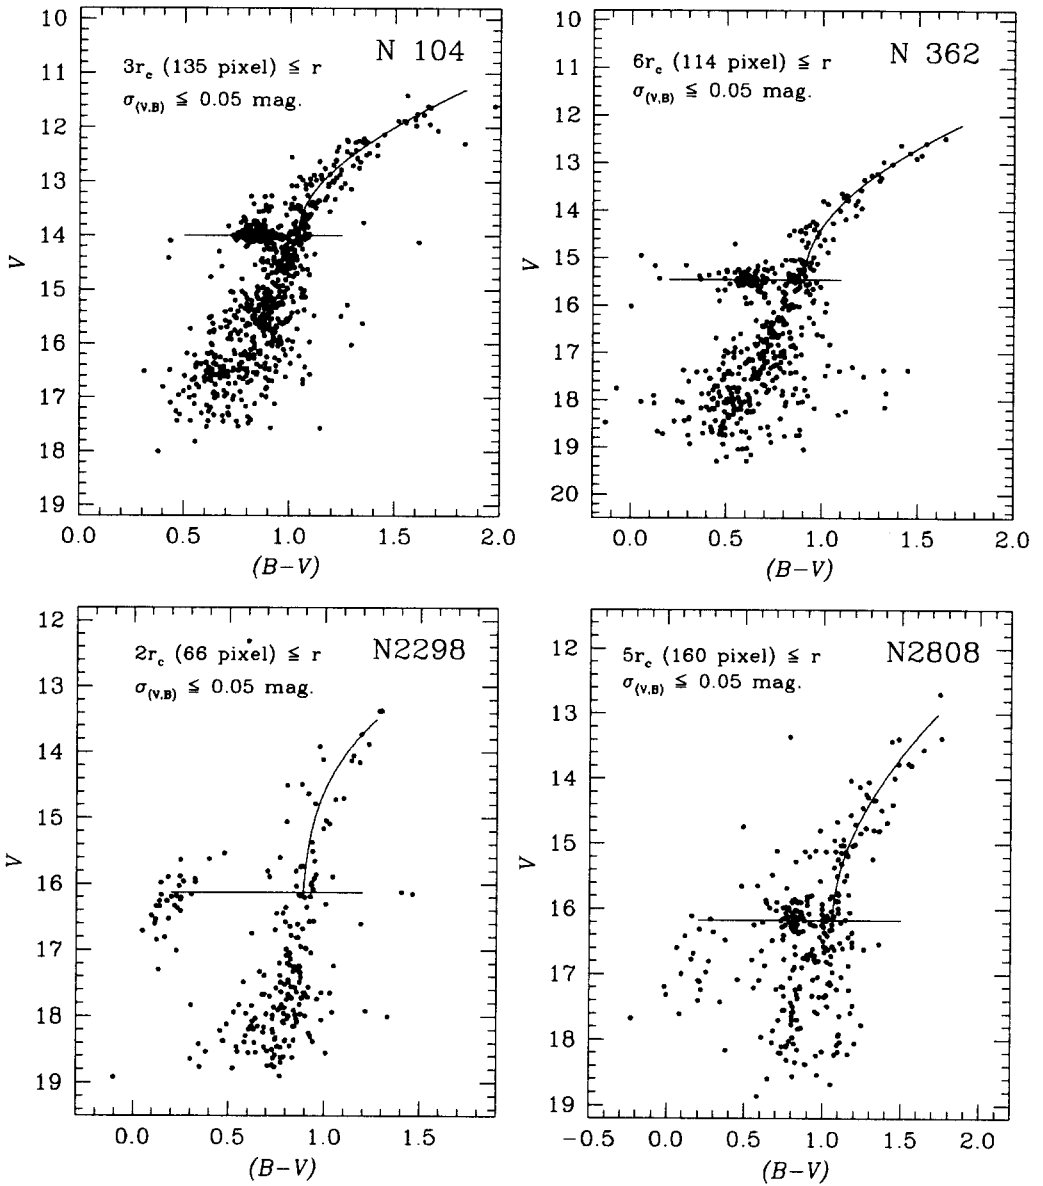 N 104
3r_c (135 pixel) ≦ r
σ_(V,B) ≦ 0.05 mag.
10
11
12
13
14
15
16
17
18
19
V
0.0
0.5
1.0
1.5
2.0
(B−V)
N 362
6r_c (114 pixel) ≦ r
σ_(V,B) ≦ 0.05 mag.
10
11
12
13
14
15
16
17
18
19
20
V
0.0
0.5
1.0
1.5
2.0
(B−V)
N2298
2r_c (66 pixel) ≦ r
σ_(V,B) ≦ 0.05 mag.
12
13
14
15
16
17
18
19
V
0.0
0.5
1.0
1.5
(B−V)
N2808
5r_c (160 pixel) ≦ r
σ_(V,B) ≦ 0.05 mag.
12
13
14
15
16
17
18
19
V
−0.5
0.0
0.5
1.0
1.5
2.0
(B−V)